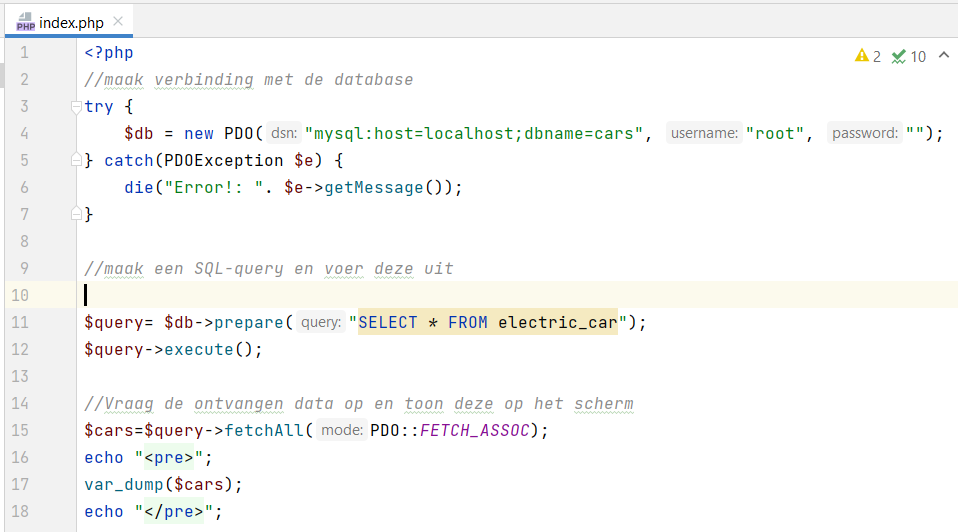 PHP index.php
2 10
1 <?php
2 //maak verbinding met de database
3 try {
4 $db = new PDO( dsn: "mysql:host=localhost;dbname=cars", username: "root", password: "");
5 } catch(PDOException $e) {
6 die("Error!: ". $e->getMessage());
7 }
8
9 //maak een SQL-query en voer deze uit
10
11 $query= $db->prepare( query: "SELECT * FROM electric_car");
12 $query->execute();
13
14 //Vraag de ontvangen data op en toon deze op het scherm
15 $cars=$query->fetchAll( mode: PDO::FETCH_ASSOC);
16 echo "<pre>";
17 var_dump($cars);
18 echo "</pre>";